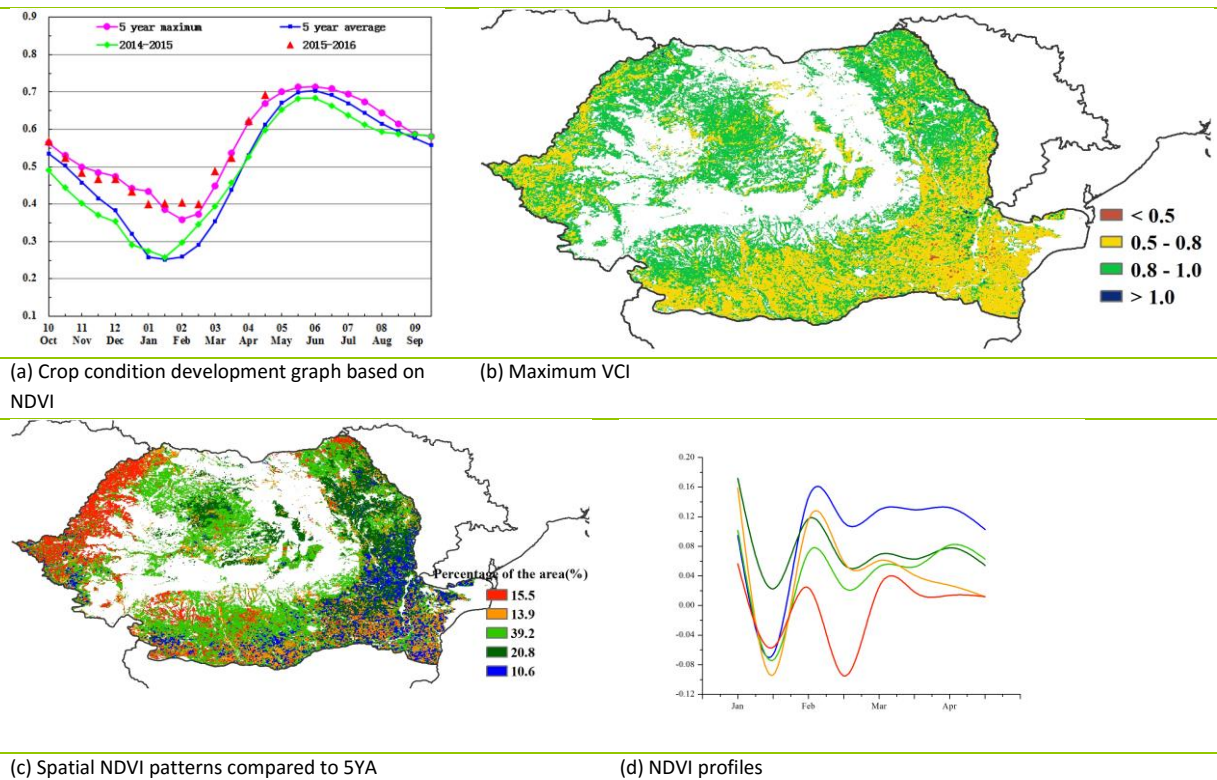 0.9
0.8
0.7
0.6
0.5
0.4
0.3
0.2
0.1
5 year maximum
5 year average
2014-2015
2015-2016
10 11 12 01 02 03 04 05 06 07 08 09
Oct Nov Dec Jan Feb Mar Apr May Jun Jul Aug Sep
< 0.5
0.5 - 0.8
0.8 - 1.0
> 1.0
(a) Crop condition development graph based on
NDVI
(b) Maximum VCI
Percentage of the area(%)
15.5
13.9
39.2
20.8
10.6
0.20
0.16
0.12
0.08
0.04
0.00
-0.04
-0.08
-0.12
Jan Feb Mar Apr
(c) Spatial NDVI patterns compared to 5YA
(d) NDVI profiles